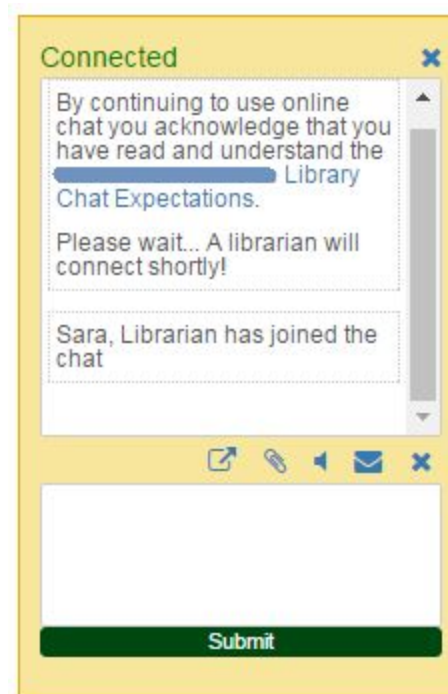 Connected
By continuing to use online
chat you acknowledge that you
have read and understand the
Library
Chat Expectations.
Please wait... A librarian will
connect shortly!
Sara, Librarian has joined the
chat
Submit